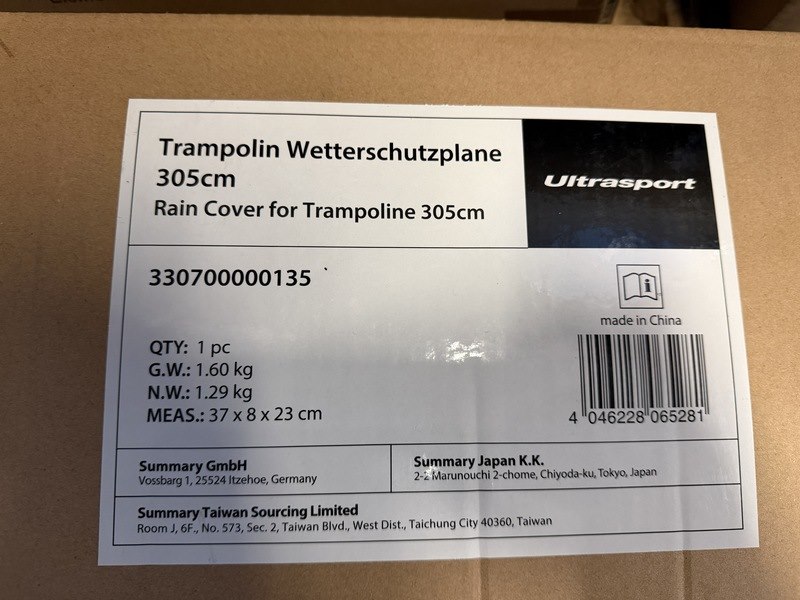 Trampolin Wetterschutzplane
305cm
Rain Cover for Trampoline 305cm
Ultrasport
330700000135
made in China
QTY: 1 pc
G.W.: 1.60 kg
N.W.: 1.29 kg
MEAS.: 37 x 8 x 23 cm
4 046228 065281
Summary GmbH
Vossbarg 1, 25524 Itzehoe, Germany
Summary Japan K.K.
2-2 Marunouchi 2-chome, Chiyoda-ku, Tokyo, Japan
Summary Taiwan Sourcing Limited
Room J, 6F., No. 573, Sec. 2, Taiwan Blvd., West Dist., Taichung City 40360, Taiwan